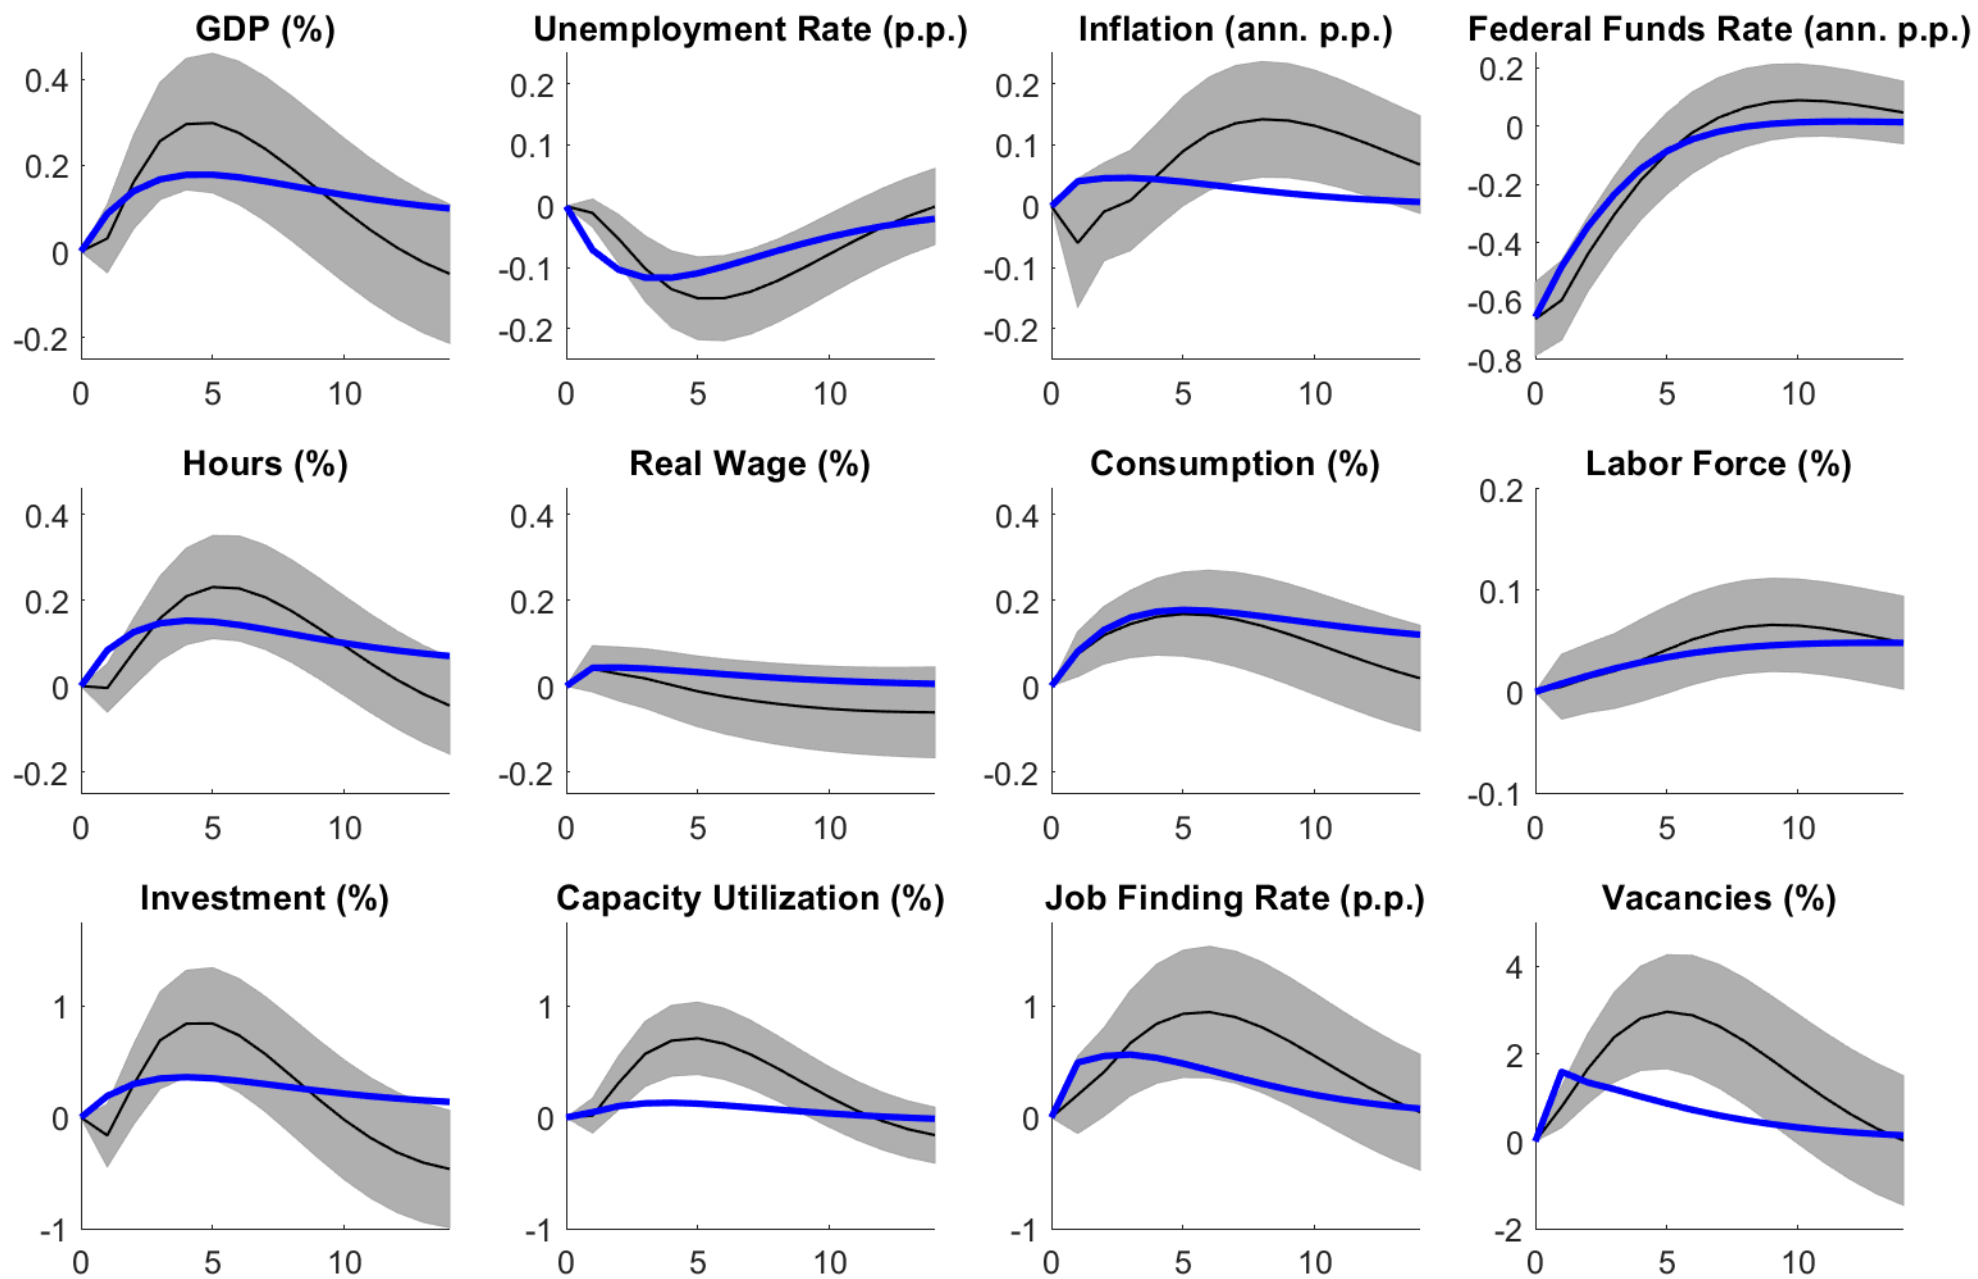 GDP (%)
0.4
0.2
0
-0.2
0 5 10
Unemployment Rate (p.p.)
0.2
0.1
0
-0.1
-0.2
0 5 10
Inflation (ann. p.p.)
0.2
0.1
0
-0.1
-0.2
0 5 10
Federal Funds Rate (ann. p.p.)
0.2
0
-0.2
-0.4
-0.6
-0.8
0 5 10
Hours (%)
0.4
0.2
0
-0.2
0 5 10
Real Wage (%)
0.4
0.2
0
-0.2
0 5 10
Consumption (%)
0.4
0.2
0
-0.2
0 5 10
Labor Force (%)
0.2
0.1
0
-0.1
0 5 10
Investment (%)
1
0
-1
0 5 10
Capacity Utilization (%)
1
0
-1
0 5 10
Job Finding Rate (p.p.)
1
0
-1
0 5 10
Vacancies (%)
4
2
0
-2
0 5 10